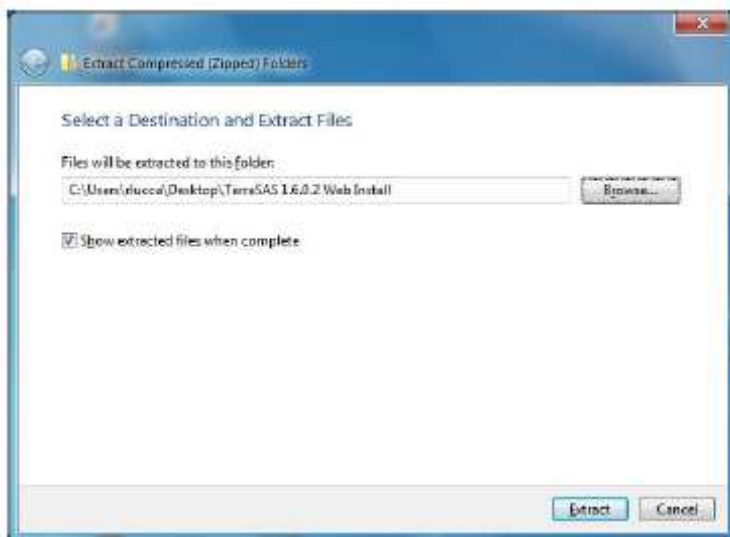 Extract Compressed (Zipped) Folders
Select a Destination and Extract Files
Files will be extracted to this folder:
C:\Users\rlucca\Desktop\TerraSAS 1.6.0.2 Web Install
Browse...
Show extracted files when complete
Extract
Cancel